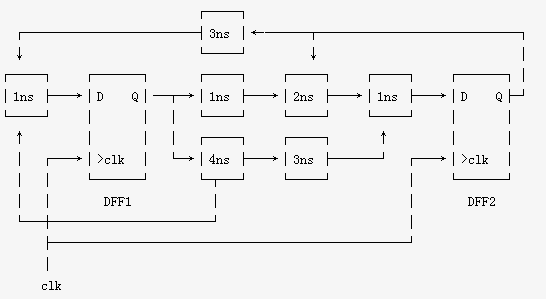 3ns
1ns D Q 1ns 2ns 1ns D Q
>clk 4ns 3ns >clk
DFF1 DFF2
clk